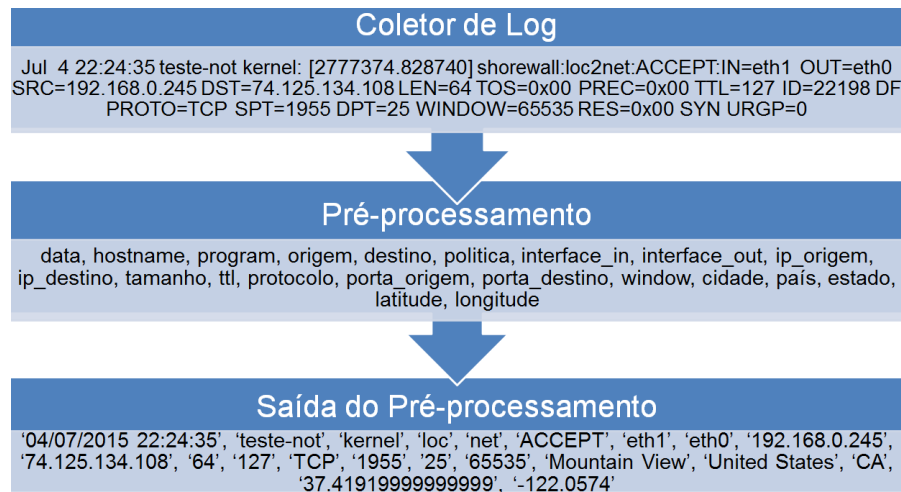 Coletor de Log
Jul 4 22:24:35 teste-not kernel: [2777374.828740] shorewall:loc2net:ACCEPT:IN=eth1 OUT=eth0
SRC=192.168.0.245 DST=74.125.134.108 LEN=64 TOS=0x00 PREC=0x00 TTL=127 ID=22198 DF
PROTO=TCP SPT=1955 DPT=25 WINDOW=65535 RES=0x00 SYN URGP=0
Pré-processamento
data, hostname, program, origem, destino, politica, interface_in, interface_out, ip_origem,
ip_destino, tamanho, ttl, protocolo, porta_origem, porta_destino, window, cidade, país, estado,
latitude, longitude
Saída do Pré-processamento
‘04/07/2015 22:24:35’, ‘teste-not’, ‘kernel’, ‘loc’, ‘net’, ‘ACCEPT’, ‘eth1’, ‘eth0’, ‘192.168.0.245’,
‘74.125.134.108’, ‘64’, ‘127’, ‘TCP’, ‘1955’, ‘25’, ‘65535’, ‘Mountain View’, ‘United States’, ‘CA’,
‘37.41919999999999’, ‘-122.0574’